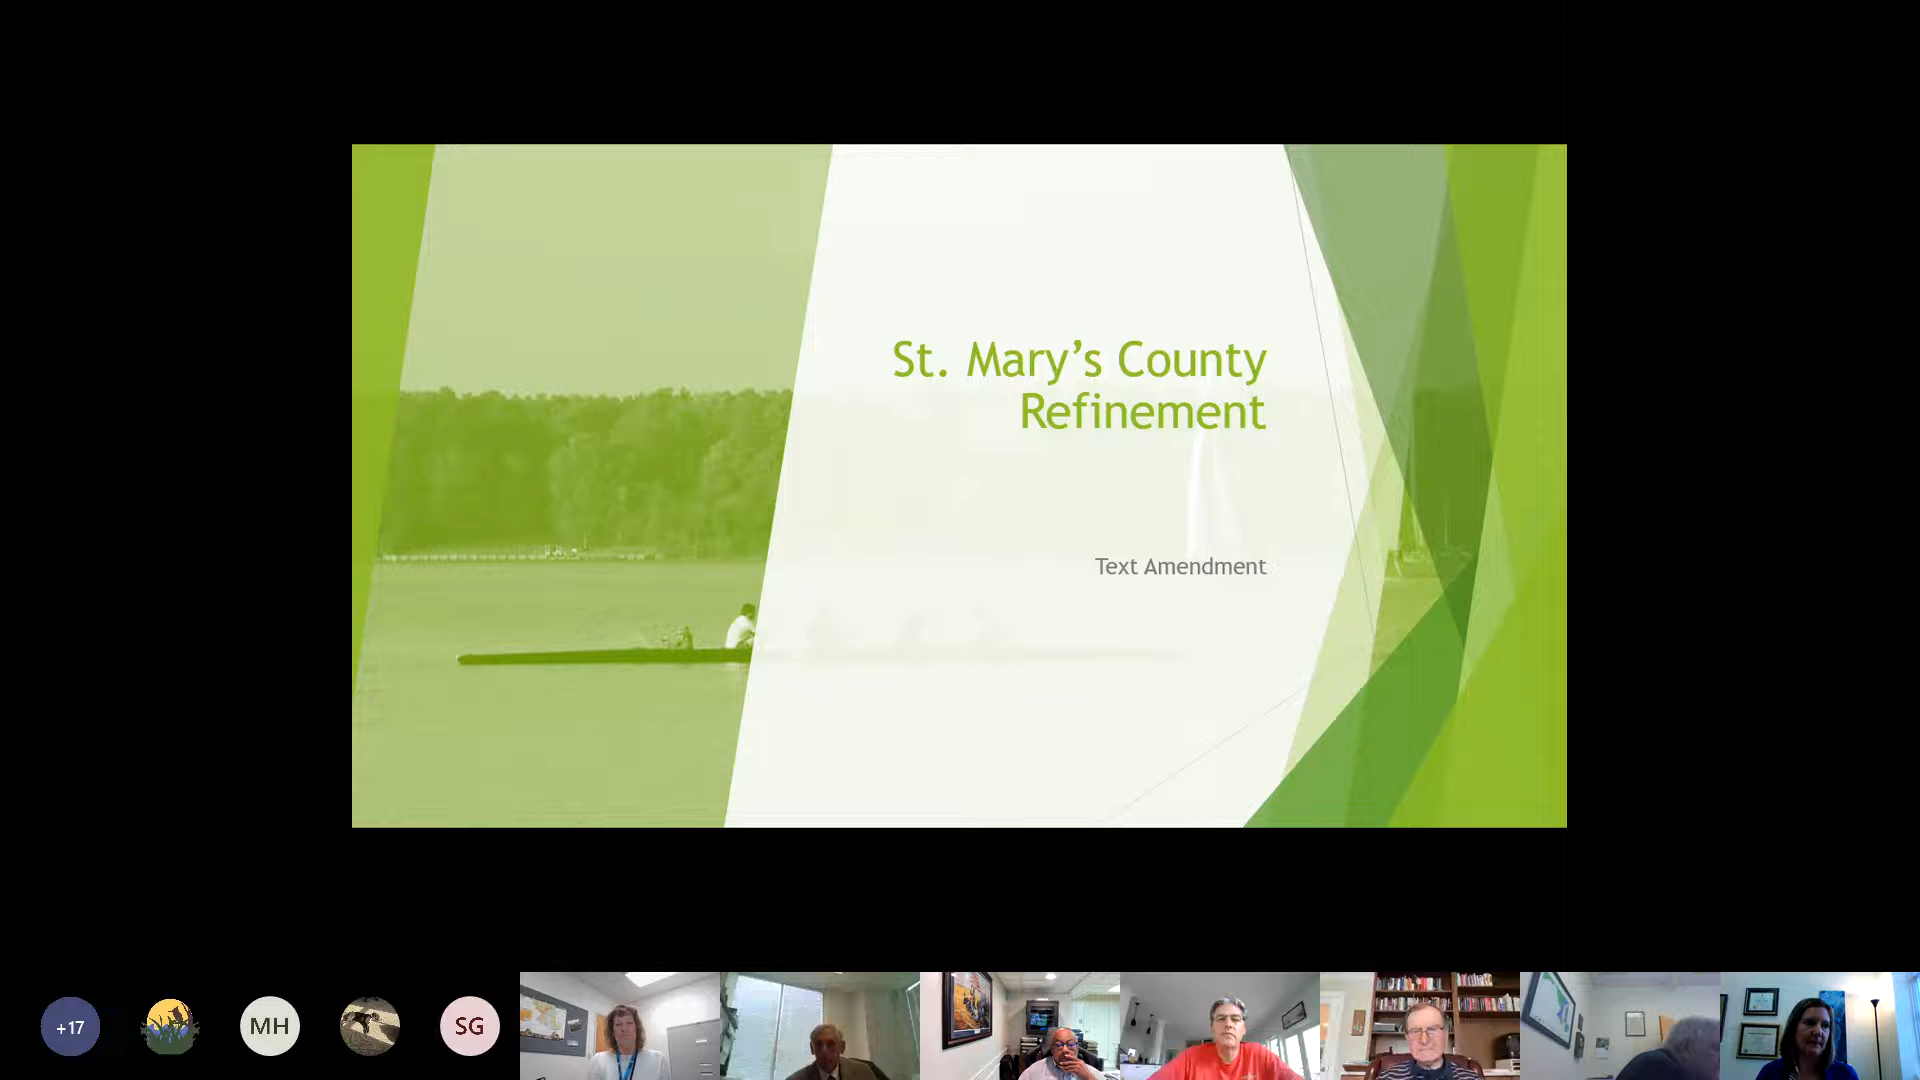 St. Mary’s County
Refinement
Text Amendment
+17
MH
SG